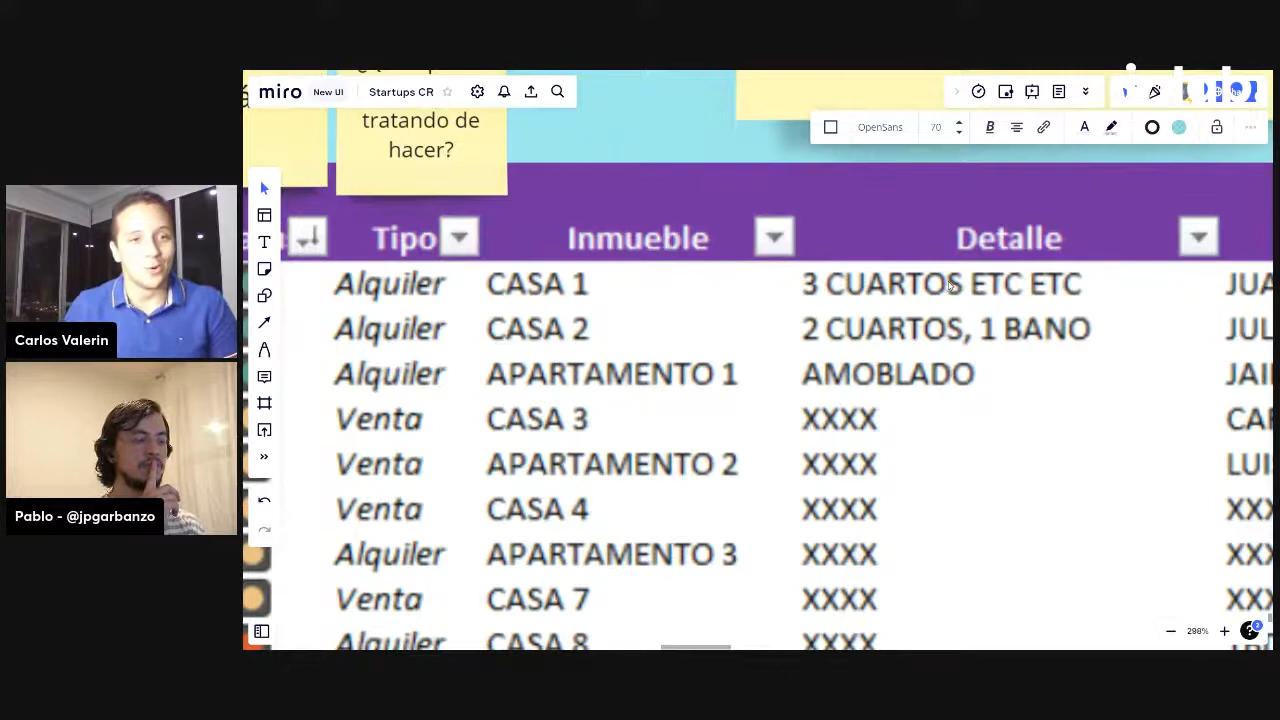 miro New UI Startups CR
tratando de
hacer?
OpenSans 70
Tipo Inmueble Detalle
Alquiler CASA 1 3 CUARTOS ETC ETC
Alquiler CASA 2 2 CUARTOS, 1 BANO
Alquiler APARTAMENTO 1 AMOBLADO
Venta CASA 3 XXXX
Venta APARTAMENTO 2 XXXX
Venta CASA 4 XXXX
Alquiler APARTAMENTO 3 XXXX
Venta CASA 7 XXXX
Alquiler CASA 8 XXXX
298%
2
Carlos Valerin
Pablo - @jpgarbanzo